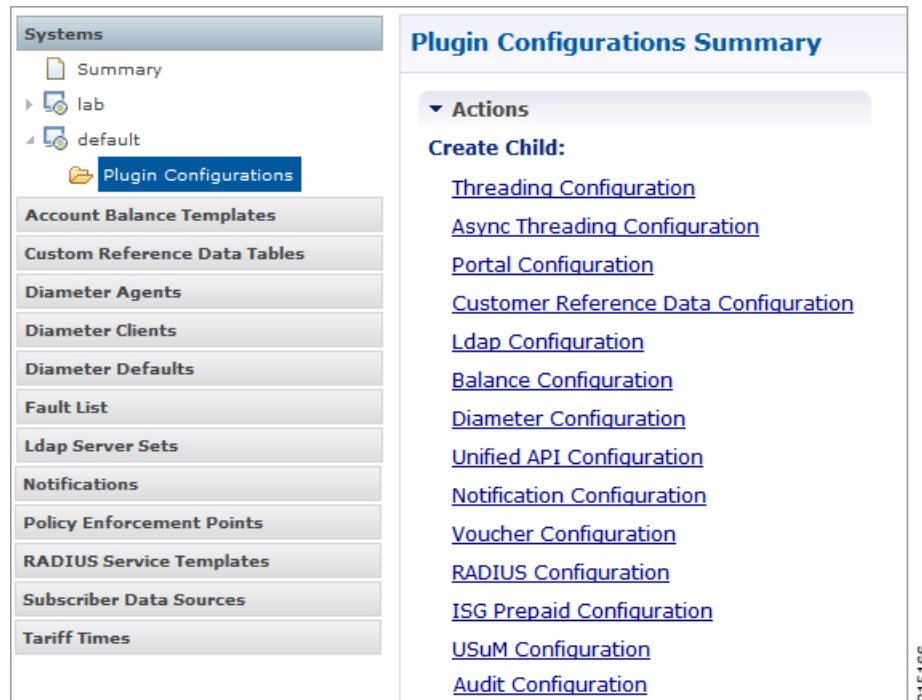 Systems
Summary
lab
default
Plugin Configurations
Account Balance Templates
Custom Reference Data Tables
Diameter Agents
Diameter Clients
Diameter Defaults
Fault List
Ldap Server Sets
Notifications
Policy Enforcement Points
RADIUS Service Templates
Subscriber Data Sources
Tariff Times
Plugin Configurations Summary
Actions
Create Child:
Threading Configuration
Async Threading Configuration
Portal Configuration
Customer Reference Data Configuration
Ldap Configuration
Balance Configuration
Diameter Configuration
Unified API Configuration
Notification Configuration
Voucher Configuration
RADIUS Configuration
ISG Prepaid Configuration
USuM Configuration
Audit Configuration